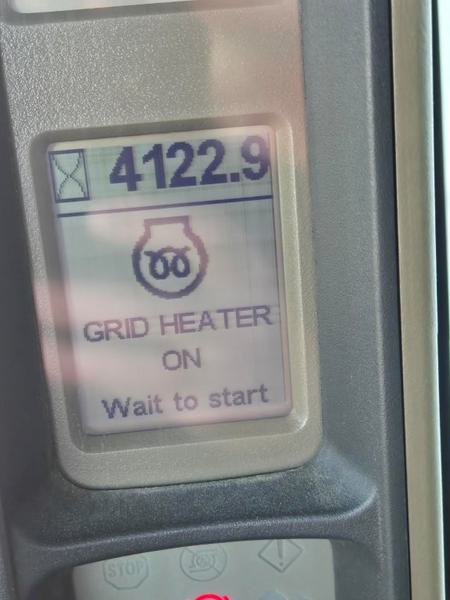 4122.9
GRID HEATER
ON
Wait to start
STOP